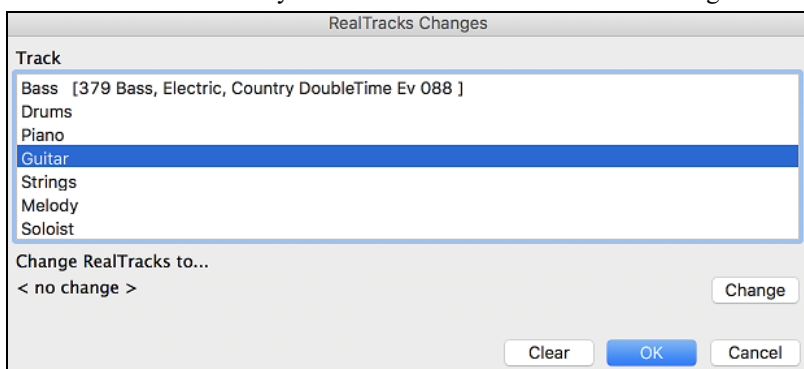 RealTracks Changes
Track
Bass [379 Bass, Electric, Country DoubleTime Ev 088 ]
Drums
Piano
Guitar
Strings
Melody
Soloist
Change RealTracks to...
< no change >
Change
Clear OK Cancel